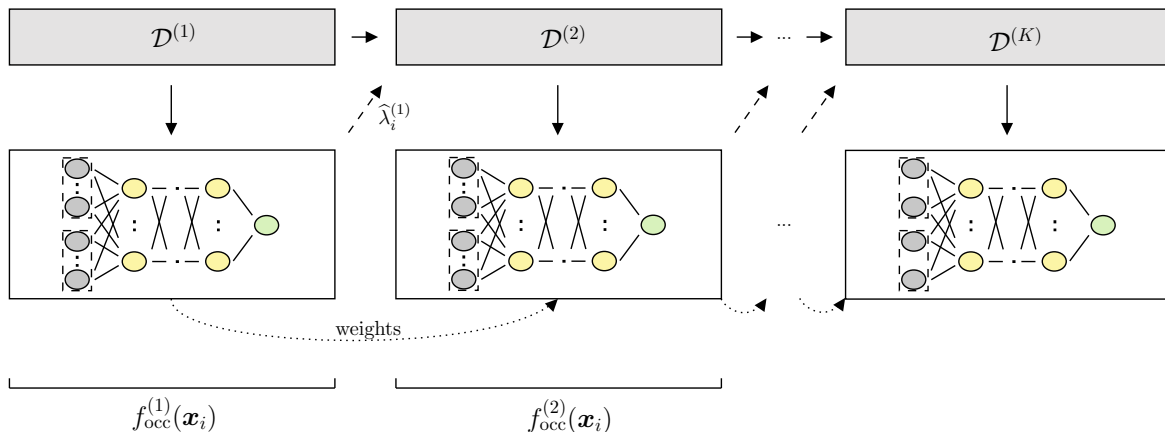 𝒟^(1) 𝒟^(2) ... 𝒟^(K)
λ̂_i^(1)
...
weights
f_occ^(1)(𝒙_i) f_occ^(2)(𝒙_i)